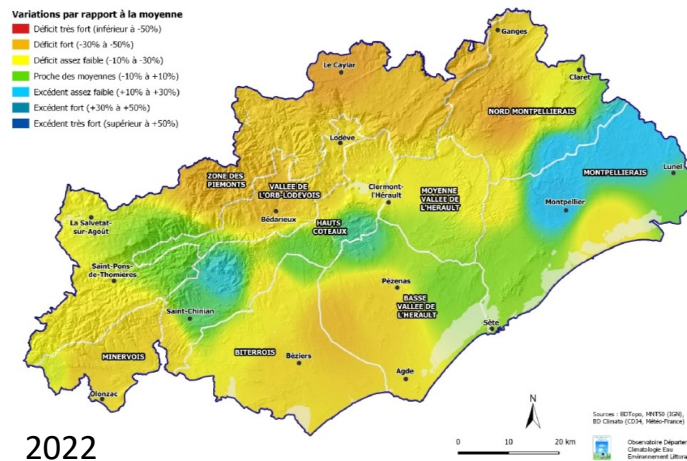 Variations par rapport à la moyenne
Déficit très fort (inférieur à -50%)
Déficit fort (-30% à -50%)
Déficit assez faible (-10% à -30%)
Proche des moyennes (-10% à +10%)
Excédent assez faible (+10% à +30%)
Excédent fort (+30% à +50%)
Excédent très fort (supérieur à +50%)
Ganges
Le Caylar
Claret
NORD MONTPELLIERAIS
Lodève
ZONE DES
PIEMONTS
VALLEE DE
L'ORB-LODEVOIS
Clermont-
l'Hérault
MOYENNE
VALLEE DE
L'HERAULT
MONTPELLIERAIS
Lunel
Montpellier
La Salvetat-
sur-Agoût
Bédarieux
HAUTS
COTEAUX
Saint-Pons-
de-Thomières
Saint-Chinian
Pézenas
BASSE
VALLEE DE
L'HERAULT
Sète
MINERVOIS
BITERROIS
Béziers
Agde
Olonzac
N
0 10 20 km
Sources : BDTopo, MNT50 (IGN),
BD Climato (CD34, Météo-France)
Observatoire Départe
Climatologie Eau
Environnement Littora
2022